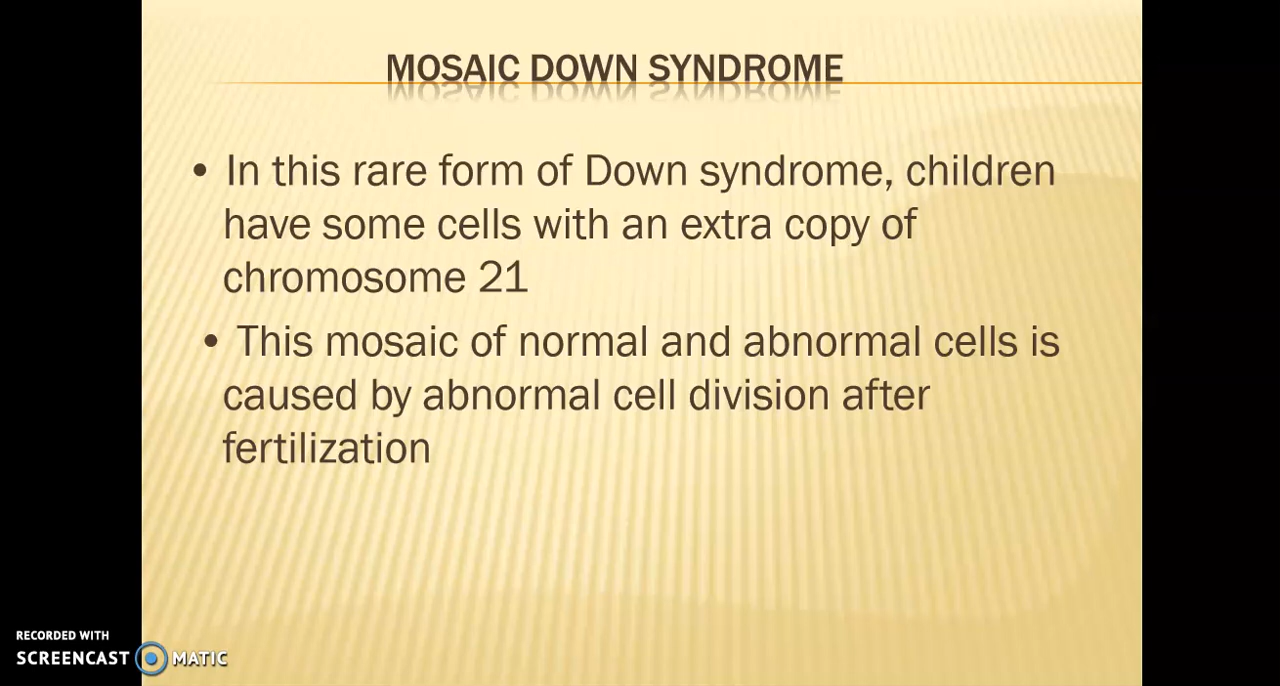 MOSAIC DOWN SYNDROME
• In this rare form of Down syndrome, children
have some cells with an extra copy of
chromosome 21
• This mosaic of normal and abnormal cells is
caused by abnormal cell division after
fertilization
RECORDED WITH
SCREENCAST MATIC